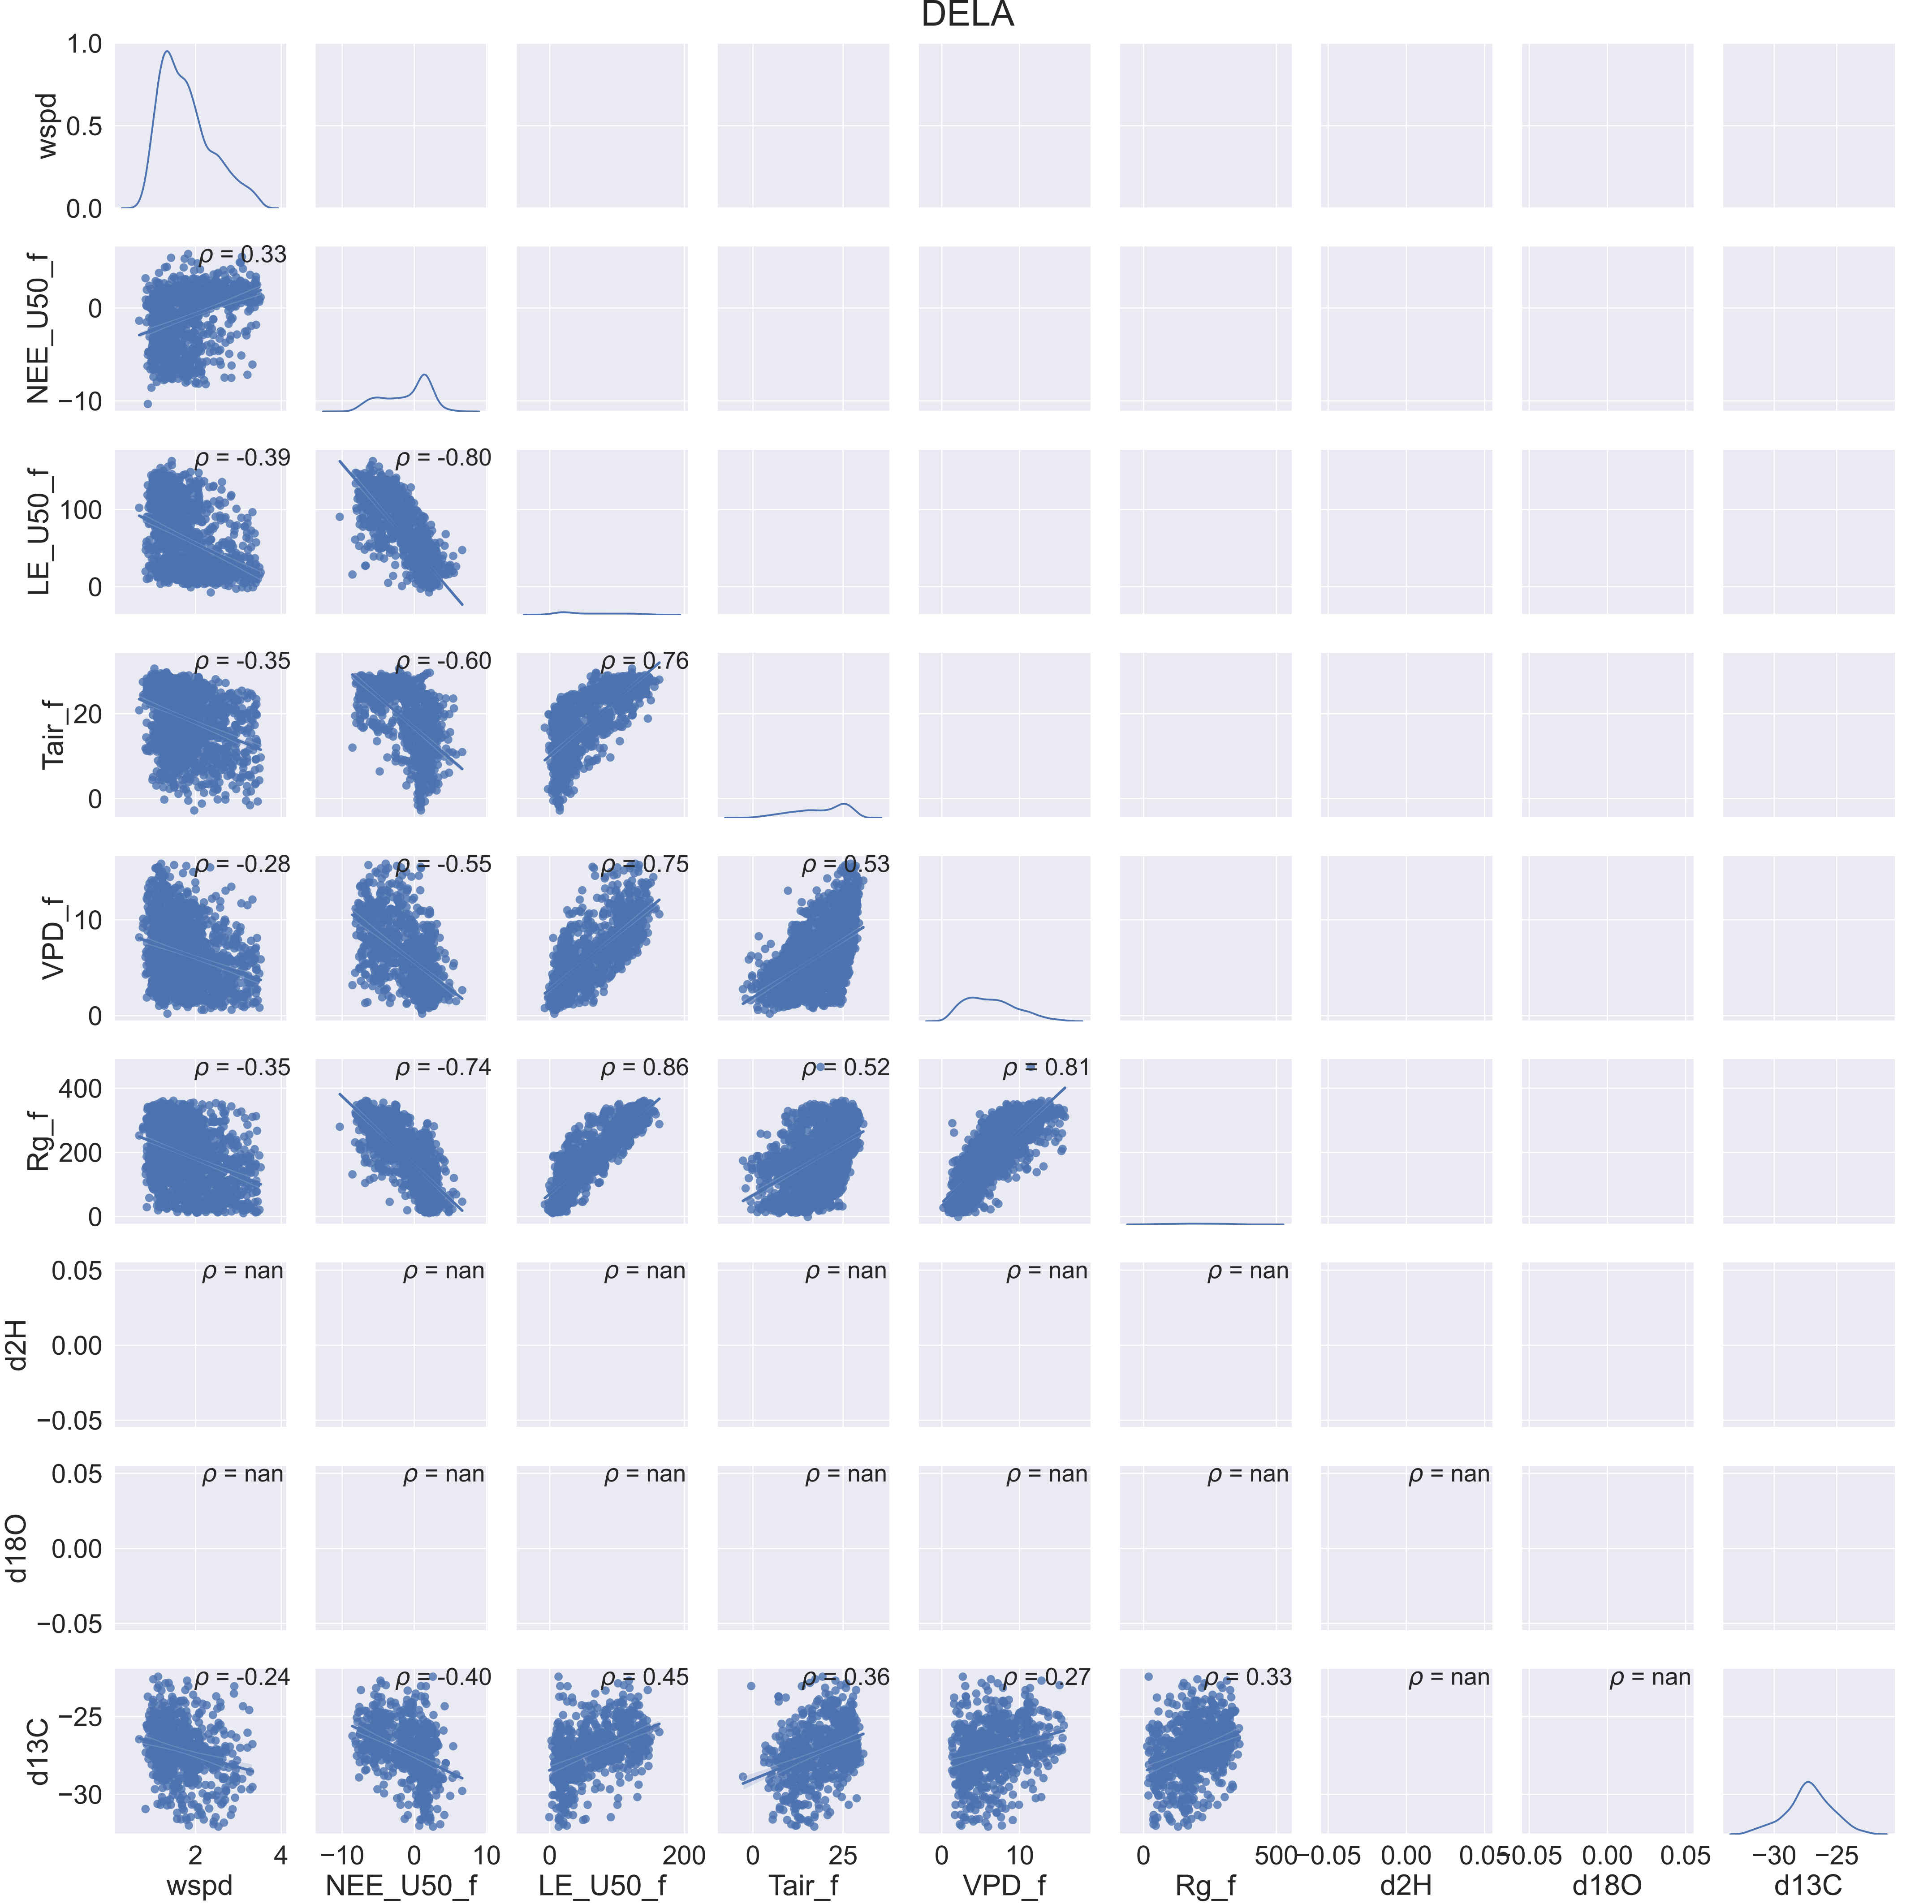 DELA
wspd
1.0
0.5
0.0
NEE_U50_f
0
−10
ρ = 0.33
LE_U50_f
100
0
ρ = -0.39
ρ = -0.80
Tair_f
20
0
ρ = -0.35
ρ = -0.60
ρ = 0.76
VPD_f
10
0
ρ = -0.28
ρ = -0.55
ρ = 0.75
ρ = 0.53
Rg_f
400
200
0
ρ = -0.35
ρ = -0.74
ρ = 0.86
ρ = 0.52
ρ = 0.81
d2H
0.05
0.00
−0.05
ρ = nan
ρ = nan
ρ = nan
ρ = nan
ρ = nan
ρ = nan
d18O
0.05
0.00
−0.05
ρ = nan
ρ = nan
ρ = nan
ρ = nan
ρ = nan
ρ = nan
ρ = nan
d13C
−25
−30
ρ = -0.24
ρ = -0.40
ρ = 0.45
ρ = 0.36
ρ = 0.27
ρ = 0.33
ρ = nan
ρ = nan
2 4
−10 0 10
0 200
0 25
0 10
0 500
−0.05 0.00 0.05
−0.05 0.00 0.05
−30 −25
wspd
NEE_U50_f
LE_U50_f
Tair_f
VPD_f
Rg_f
d2H
d18O
d13C